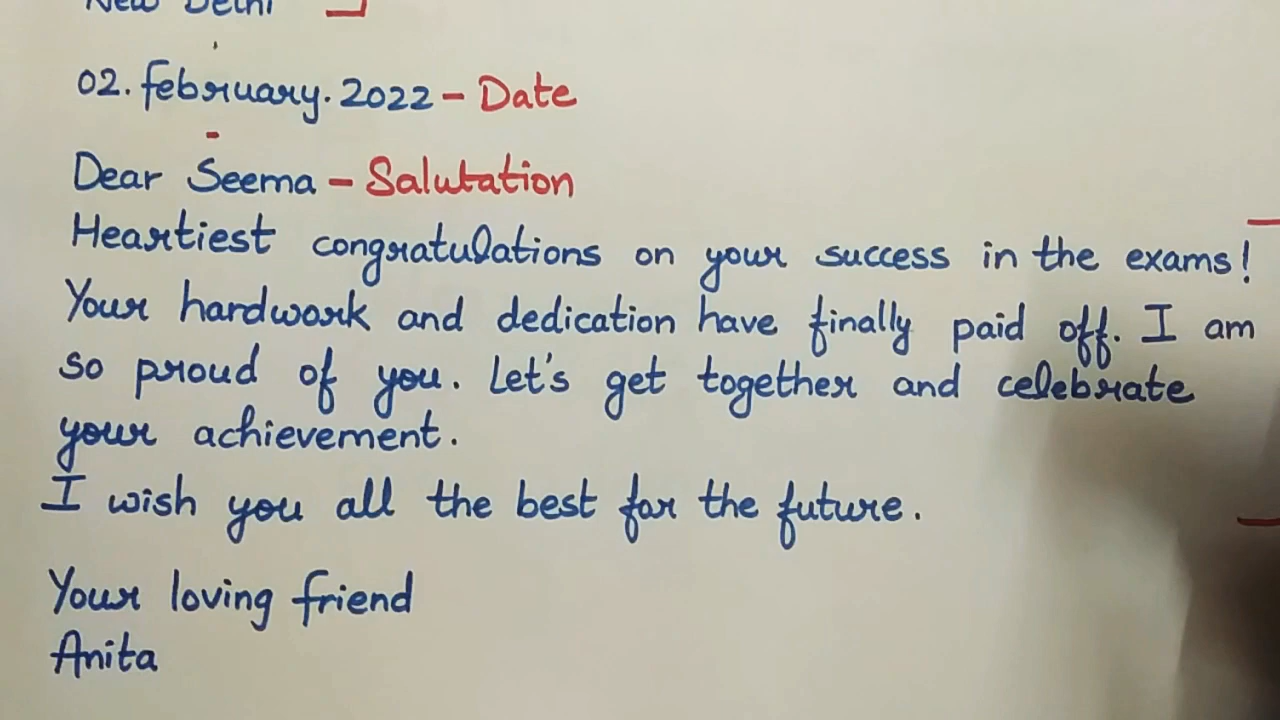 New Delhi
02. february. 2022 - Date
Dear Seema - Salutation
Heartiest congratulations on your success in the exams!
Your hardwork and dedication have finally paid off. I am
so proud of you. Let's get together and celebrate
your achievement.
I wish you all the best for the future.
Your loving friend
Anita